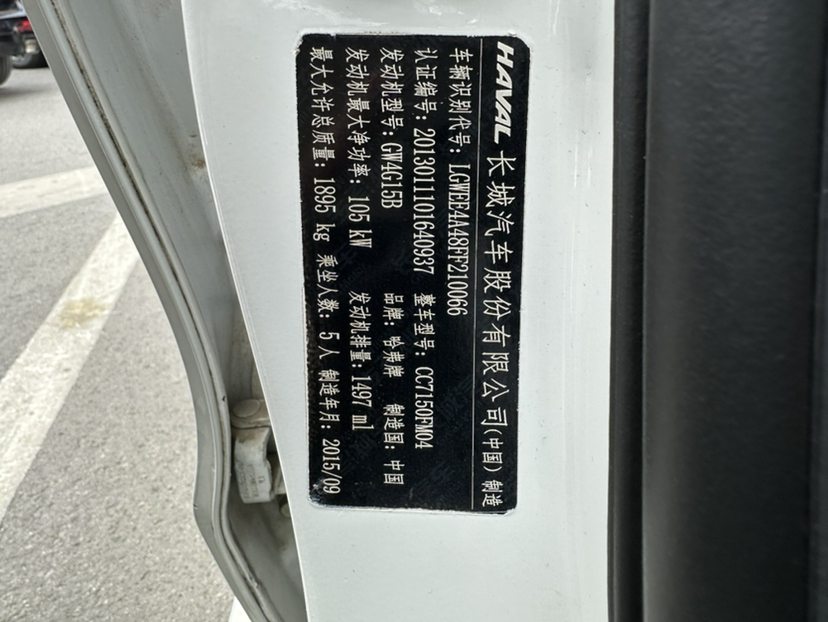 HAVAL 长城汽车股份有限公司(中国) 制造
车辆识别代号: LGWEE4A48FF210066
认证编号: 2013011101640937 整车型号: CC7150FM04
发动机型号: GW4G15B 品牌: 哈弗牌 制造国: 中国
发动机最大净功率: 105 kW 发动机排量: 1497 ml
最大允许总质量: 1895 kg 乘坐人数: 5 人 制造年月: 2015/09